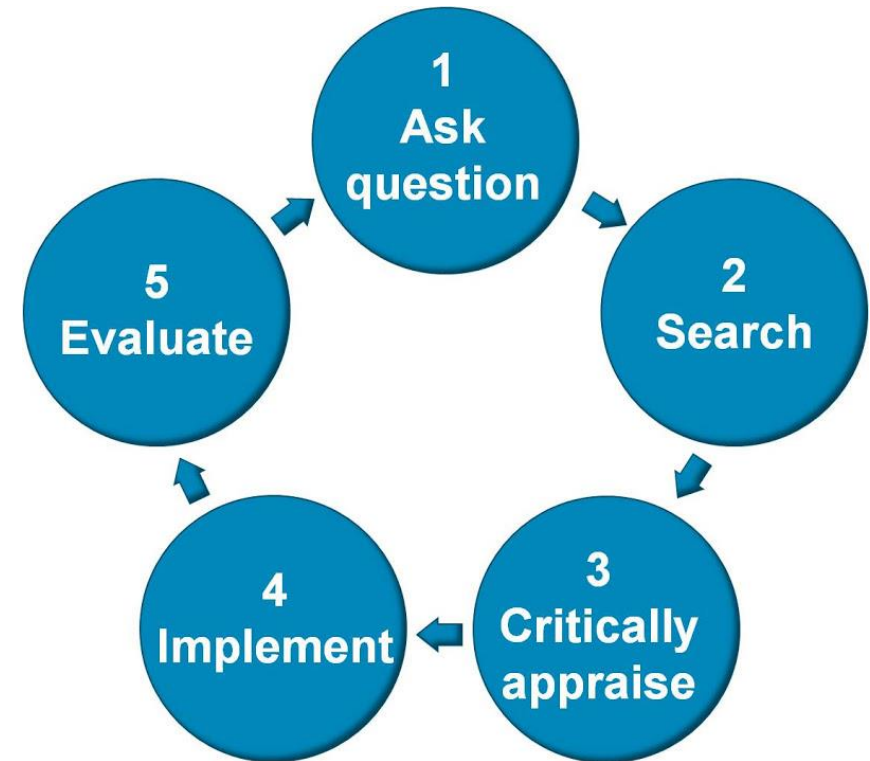 1
Ask
question
2
Search
3
Critically
appraise
4
Implement
5
Evaluate